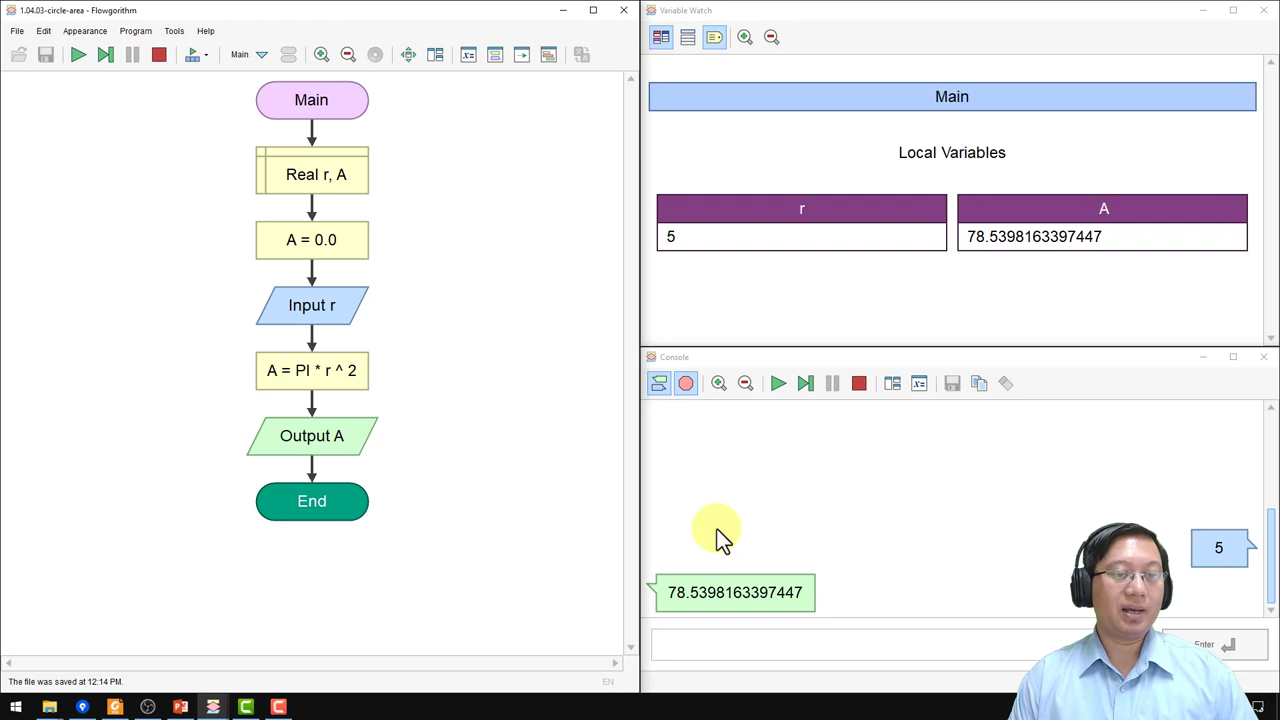 1.04.03-circle-area - Flowgorithm
File Edit Appearance Program Tools Help
Main
Main
Real r, A
A = 0.0
Input r
A = PI * r ^ 2
Output A
End
The file was saved at 12:14 PM.
EN
Variable Watch
Main
Local Variables
r A
5 78.5398163397447
Console
5
78.5398163397447
Enter